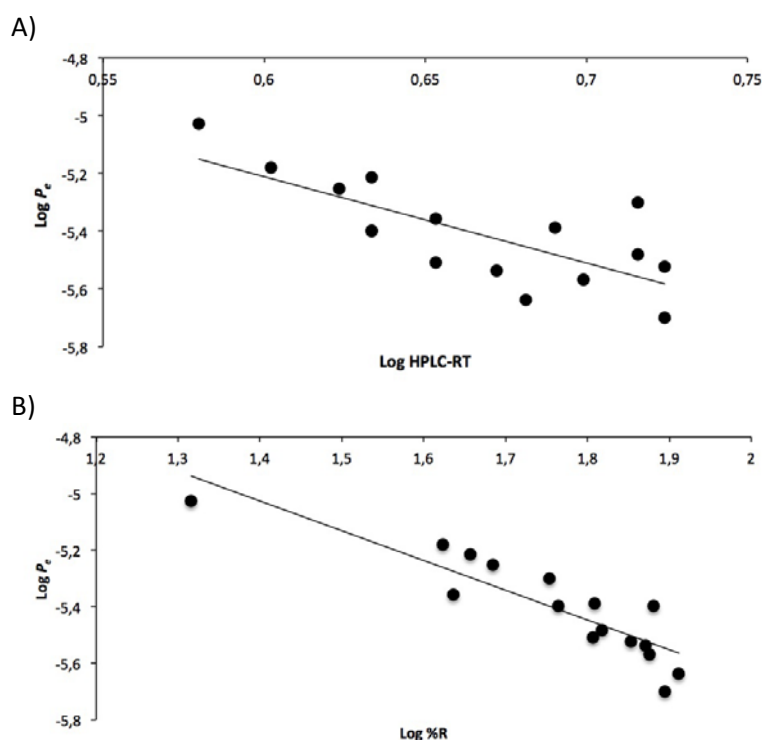 A)
-4,8
0,55 0,6 0,65 0,7 0,75
-5
-5,2
-5,4
-5,6
-5,8
Log Pe
Log HPLC-RT
B)
-4,8
1,2 1,3 1,4 1,5 1,6 1,7 1,8 1,9 2
-5
-5,2
-5,4
-5,6
-5,8
Log Pe
Log %R